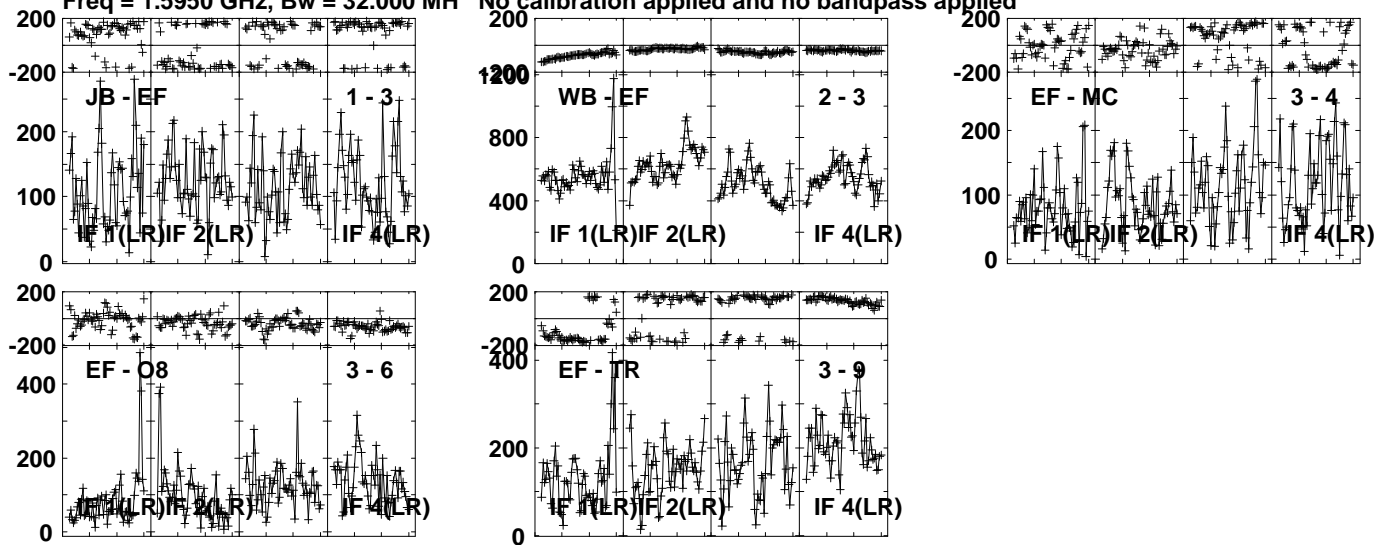 Freq = 1.5950 GHz, Bw = 32.000 MH No calibration applied and no bandpass applied
200
-200
JB - EF 1 - 3
200
100
0
IF 1(LR) IF 2(LR) IF 4(LR)
200
-200
1200
WB - EF 2 - 3
800
400
0
IF 1(LR) IF 2(LR) IF 4(LR)
200
-200
EF - MC 3 - 4
200
100
0
IF 1(LR) IF 2(LR) IF 4(LR)
200
-200
EF - O8 3 - 6
400
200
0
IF 1(LR) IF 2(LR) IF 4(LR)
200
-200
400
EF - TR 3 - 9
200
0
IF 1(LR) IF 2(LR) IF 4(LR)